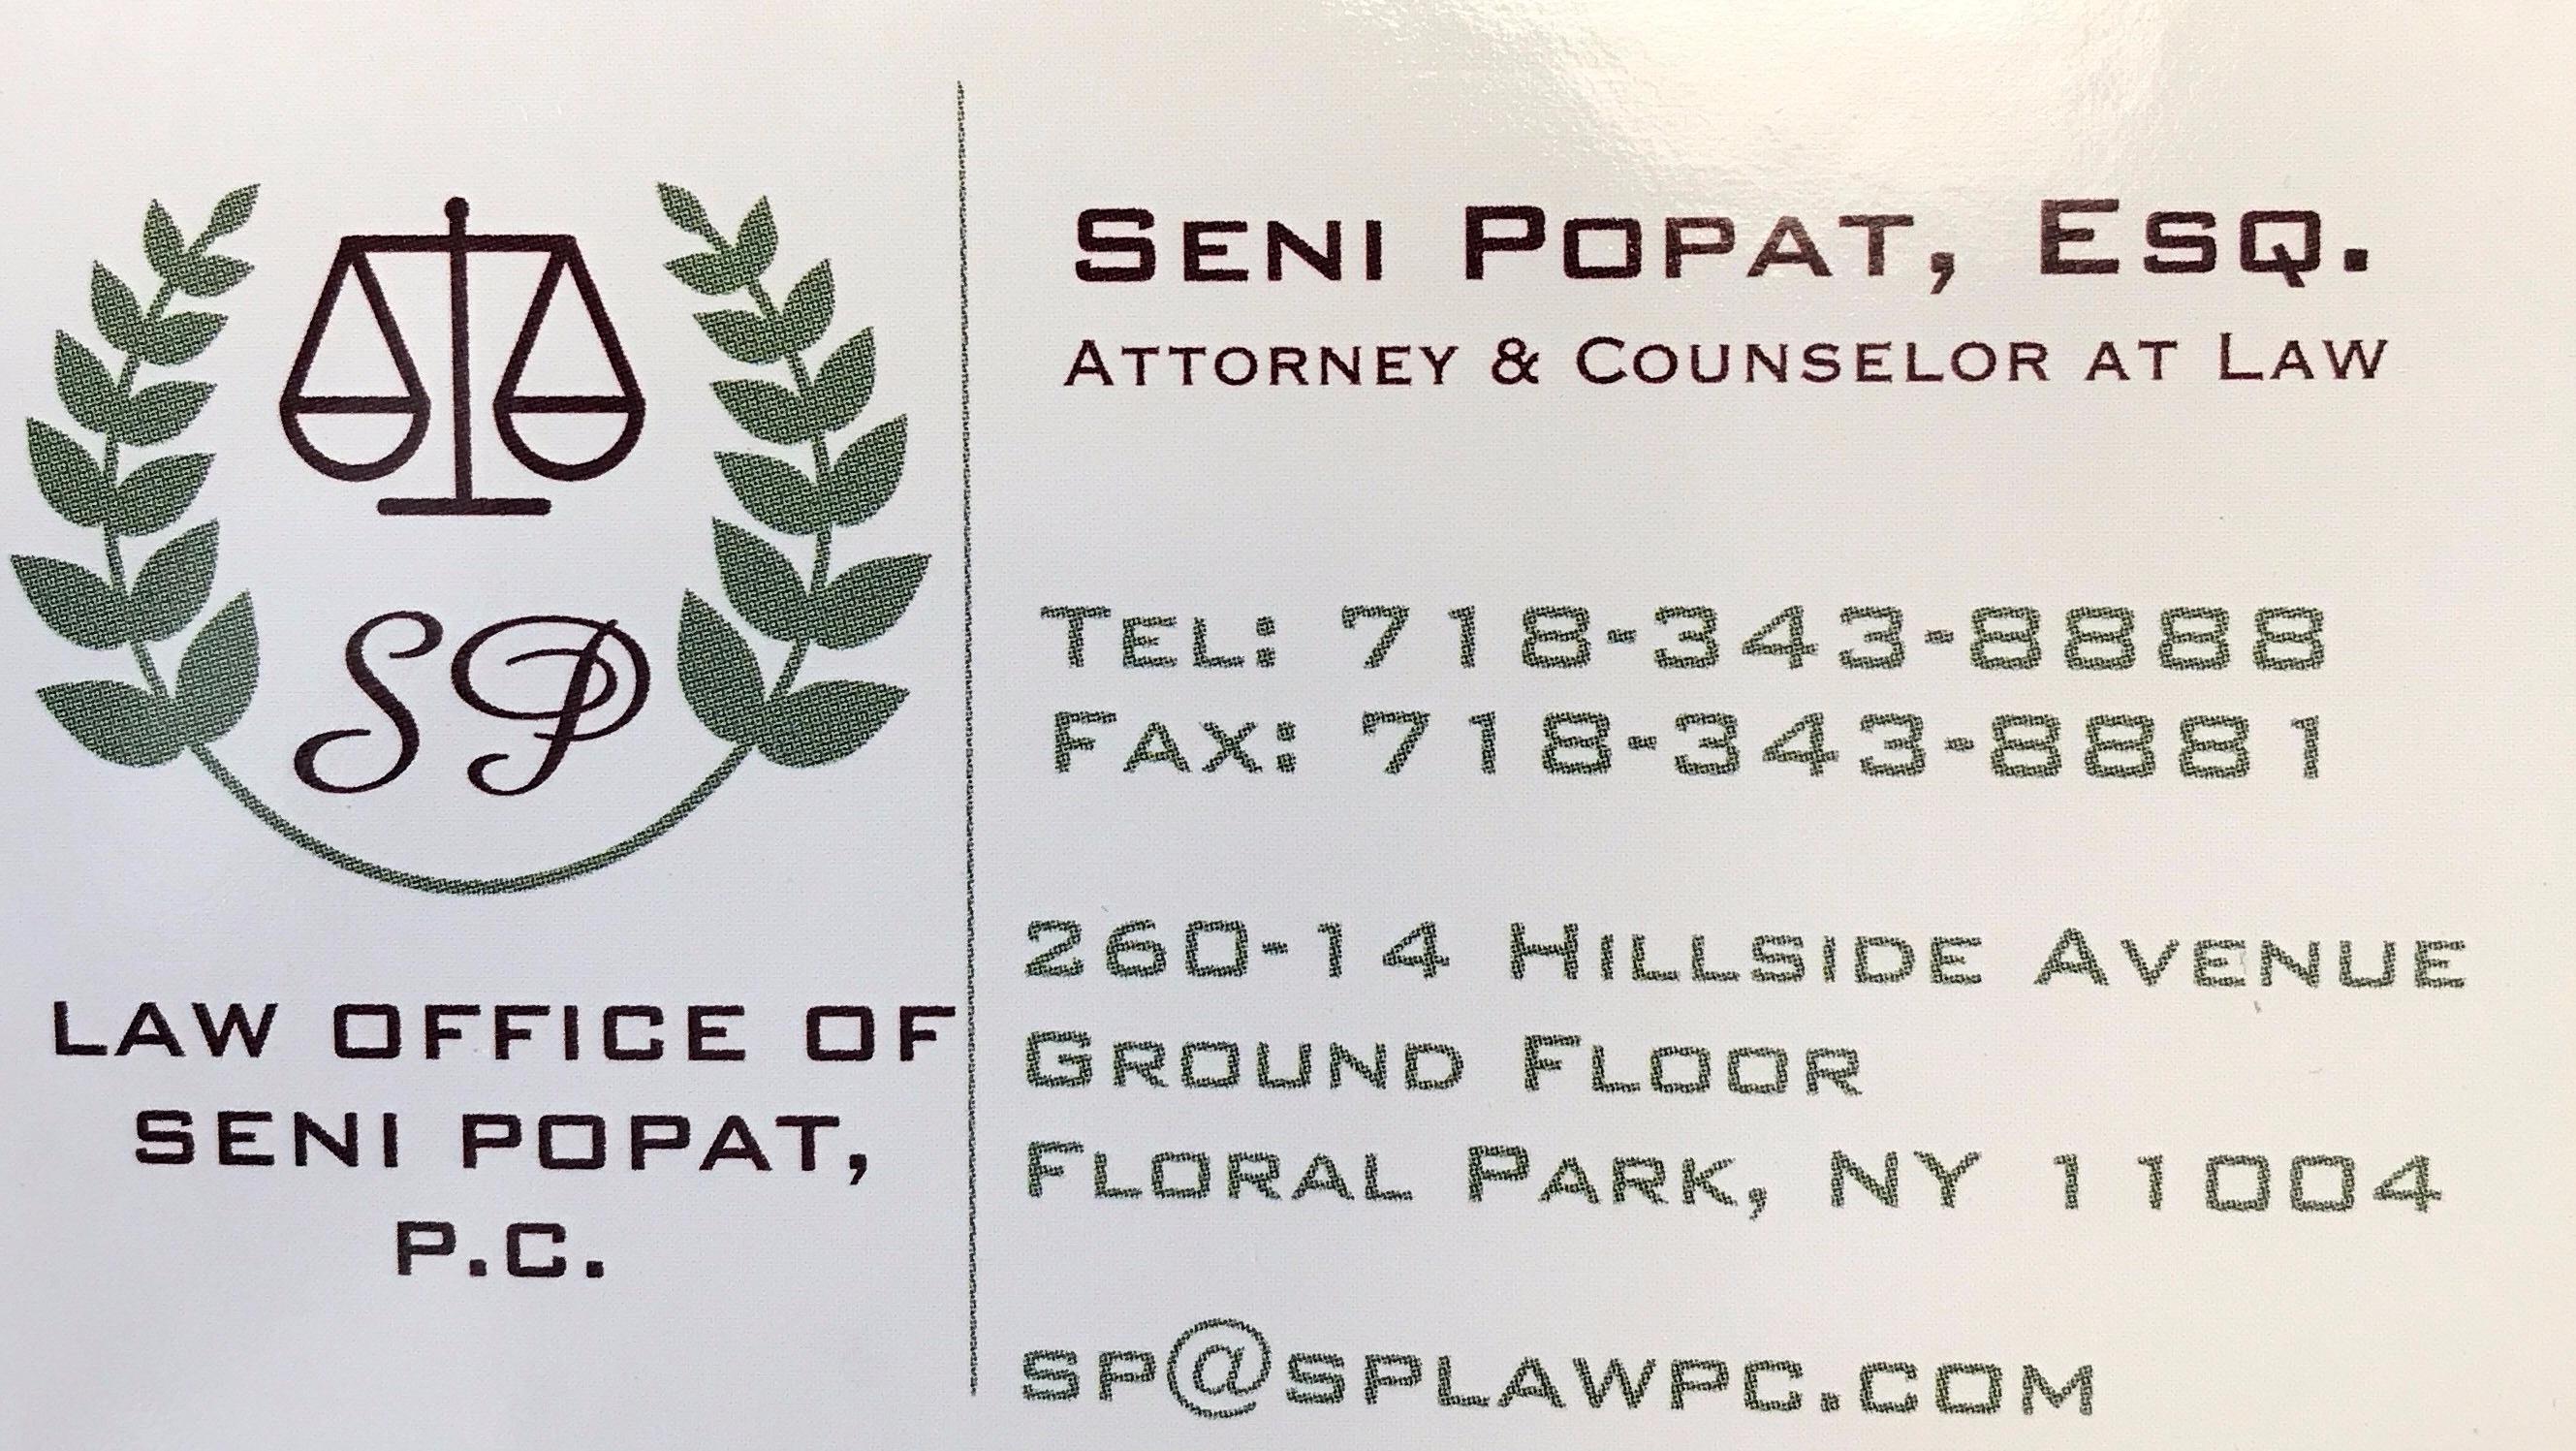 SP
LAW OFFICE OF
SENI POPAT,
P.C.
SENI POPAT, ESQ.
ATTORNEY & COUNSELOR AT LAW
TEL: 718-343-8888
FAX: 718-343-8881
260-14 HILLSIDE AVENUE
GROUND FLOOR
FLORAL PARK, NY 11004
SP@SPLAWPC.COM